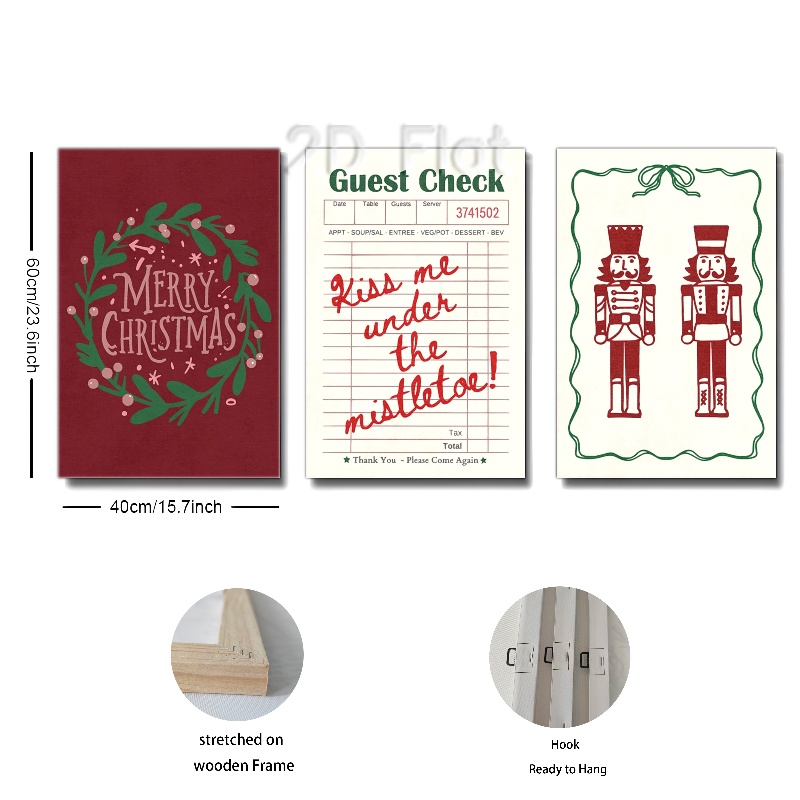 2D Flat
60cm/23.6inch
MERRY
CHRISTMAS
Guest Check
Date Table Guests Server 3741502
APPT - SOUP/SAL - ENTREE - VEG/POT - DESSERT - BEV
Kiss me
under
the
mistletoe!
Tax
Total
★ Thank You - Please Come Again ★
40cm/15.7inch
stretched on
wooden Frame
Hook
Ready to Hang